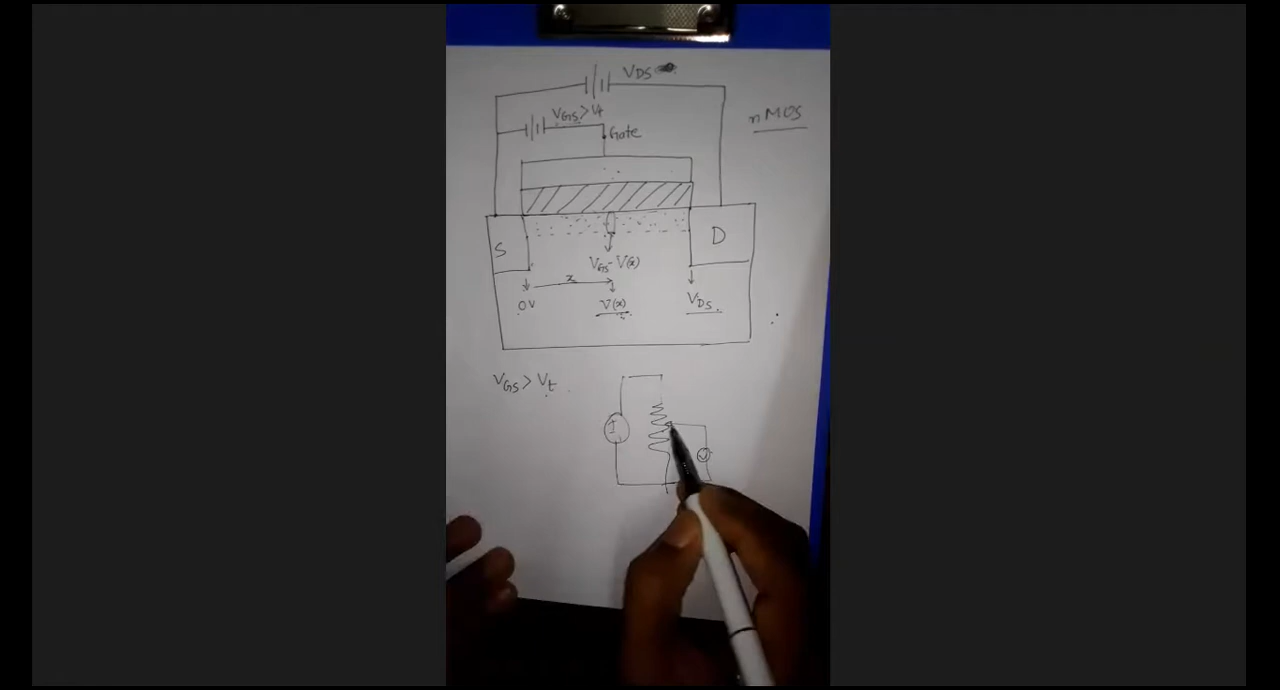 VDS
VGS>Vt
nMOS
Gate
S
D
VGS-V(x)
x
0V
V(x)
VDS
VGS>Vt
I
V